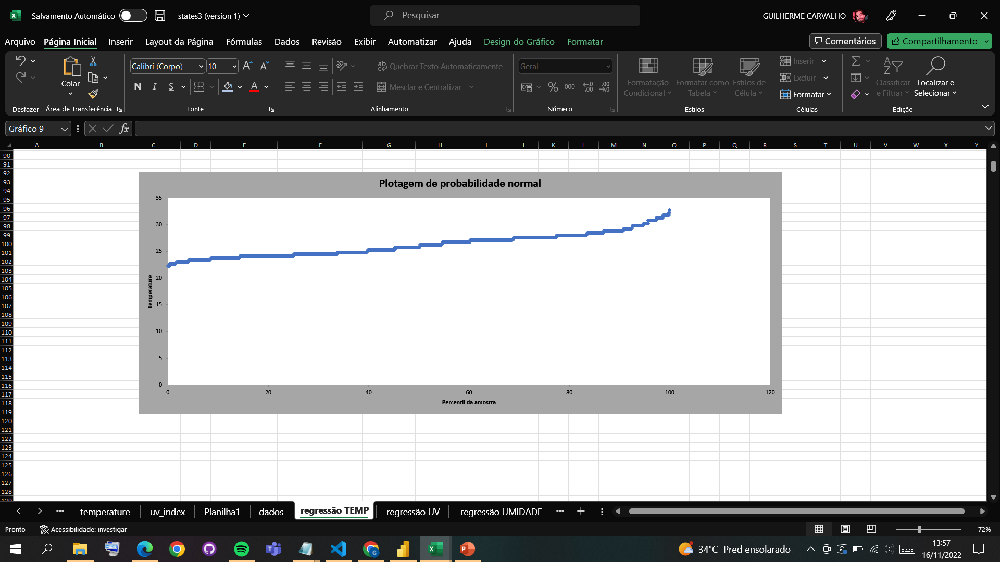 Salvamento Automático
states3 (version 1)
Pesquisar
GUILHERME CARVALHO
Arquivo Página Inicial Inserir Layout da Página Fórmulas Dados Revisão Exibir Automatizar Ajuda Design do Gráfico Formatar
Comentários
Compartilhamento
Desfazer
Colar
Área de Transferência
Calibri (Corpo) 10
N I S
Fonte
Quebrar Texto Automaticamente
Mesclar e Centralizar
Alinhamento
Geral
% 000
Número
Formatação Condicional
Formatar como Tabela
Estilos de Célula
Estilos
Inserir
Excluir
Formatar
Células
Classificar e Filtrar
Localizar e Selecionar
Edição
Gráfico 9
fx
A B C D E F G H I J K L M N O P Q R S T U V W X Y
90
91
92
93
94
95
96
97
98
99
100
101
102
103
104
105
106
107
108
109
110
111
112
113
114
115
116
117
118
119
120
121
122
123
124
125
126
127
128
129
Plotagem de probabilidade normal
35
30
25
20
15
10
5
0
temperature
0 20 40 60 80 100 120
Percentil da amostra
temperature uv_index Planilha1 dados regressão TEMP regressão UV regressão UMIDADE
Pronto
Acessibilidade: investigar
72%
34°C Pred ensolarado
13:57
16/11/2022